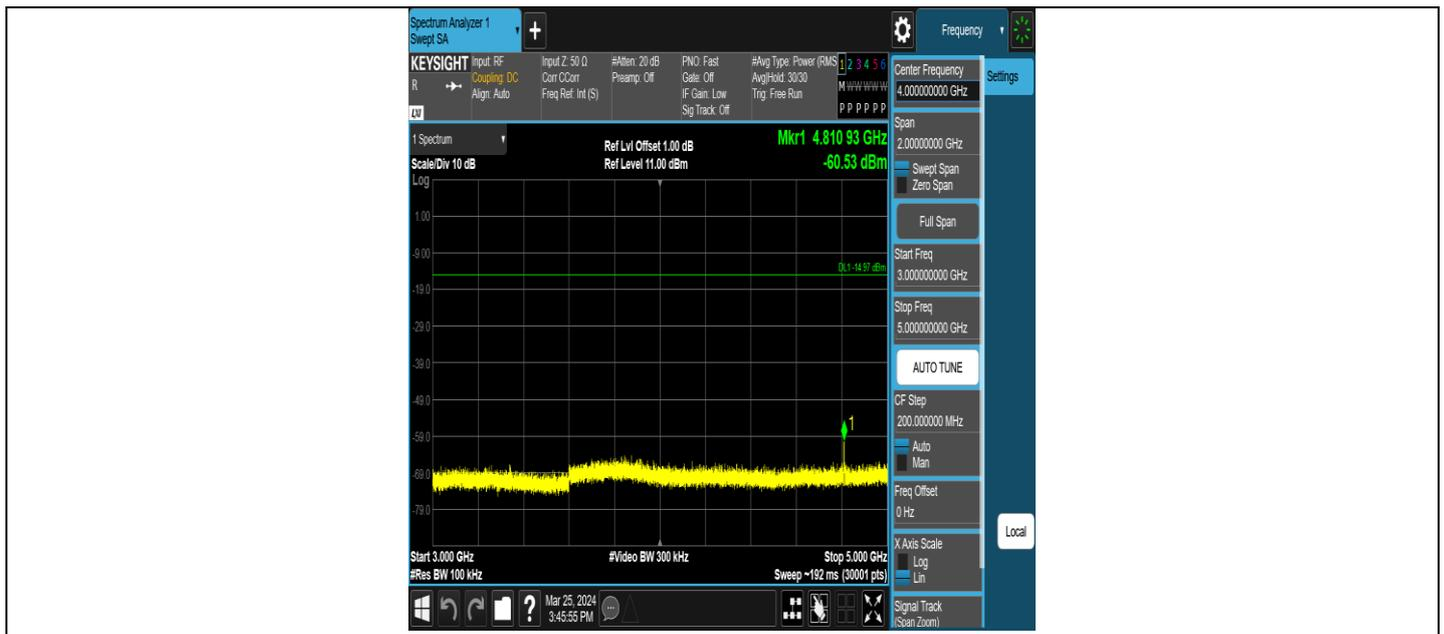 Spectrum Analyzer 1
Swept SA
+
Frequency
KEYSIGHT
R
LXI
Input: RF
Coupling: DC
Align: Auto
Input Z: 50 Ω
Corr CCorr
Freq Ref: Int (S)
#Atten: 20 dB
Preamp: Off
PNO: Fast
Gate: Off
IF Gain: Low
Sig Track: Off
#Avg Type: Power (RMS
Avg|Hold: 30/30
Trig: Free Run
1 2 3 4 5 6
M W W W W W
P P P P P P
1 Spectrum
Scale/Div 10 dB
Log
Ref Lvl Offset 1.00 dB
Ref Level 11.00 dBm
Mkr1 4.810 93 GHz
-60.53 dBm
1.00
-9.00
DL1 -14.97 dBm
-19.0
-29.0
-39.0
-49.0
1
-59.0
-69.0
-79.0
Start 3.000 GHz
#Video BW 300 kHz
Stop 5.000 GHz
#Res BW 100 kHz
Sweep ~192 ms (30001 pts)
Center Frequency
4.00000000 GHz
Span
2.00000000 GHz
Swept Span
Zero Span
Full Span
Start Freq
3.000000000 GHz
Stop Freq
5.000000000 GHz
AUTO TUNE
CF Step
200.000000 MHz
Auto
Man
Freq Offset
0 Hz
X Axis Scale
Log
Lin
Signal Track
(Span Zoom)
Settings
Local
?
Mar 25, 2024
3:45:55 PM